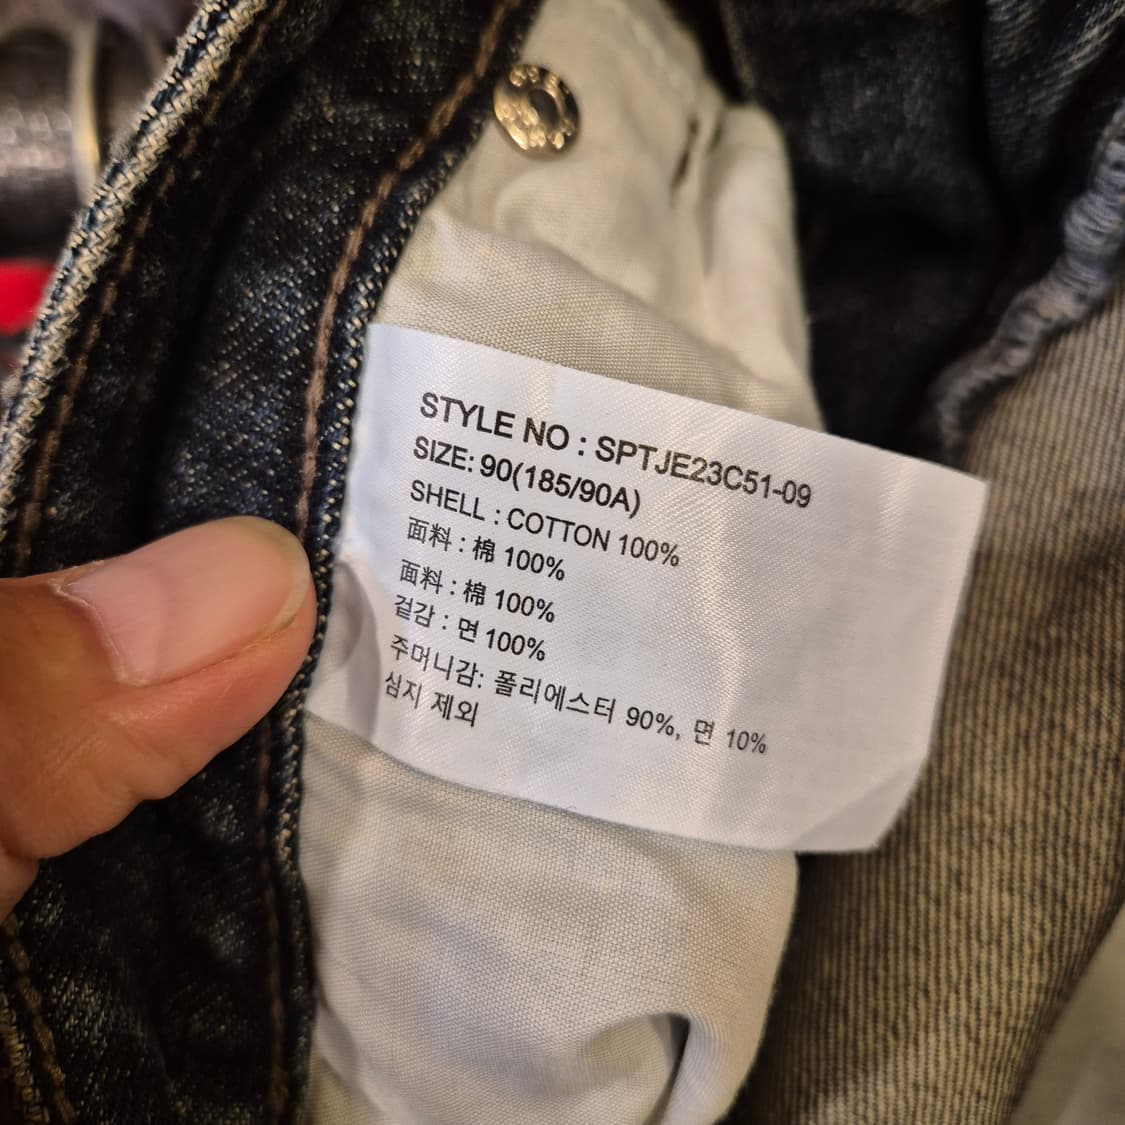 STYLE NO : SPTJE23C51-09
SIZE: 90(185/90A)
SHELL : COTTON 100%
面料 : 棉 100%
面料 : 棉 100%
겉감 : 면 100%
주머니감: 폴리에스터 90%, 면 10%
심지 제외